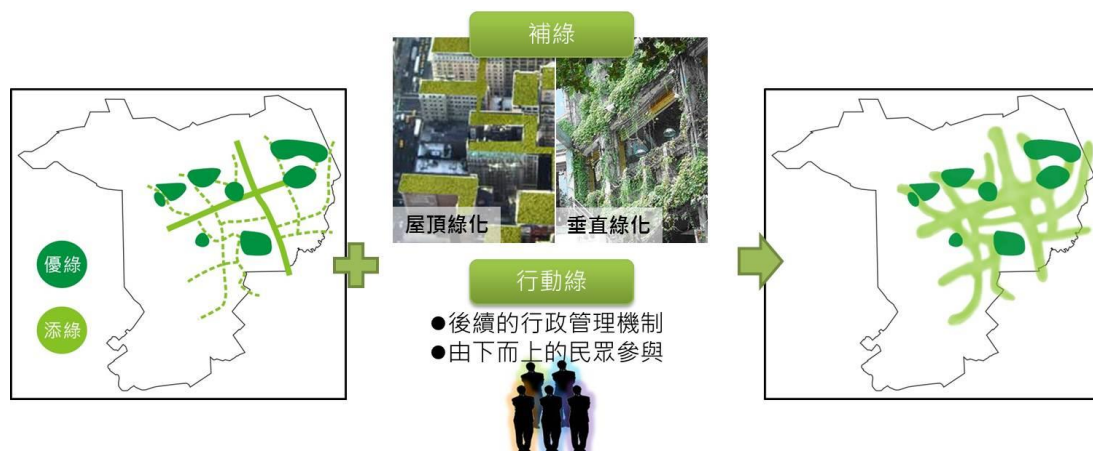 優綠
添綠
補綠
屋頂綠化
垂直綠化
行動綠
●後續的行政管理機制
●由下而上的民眾參與